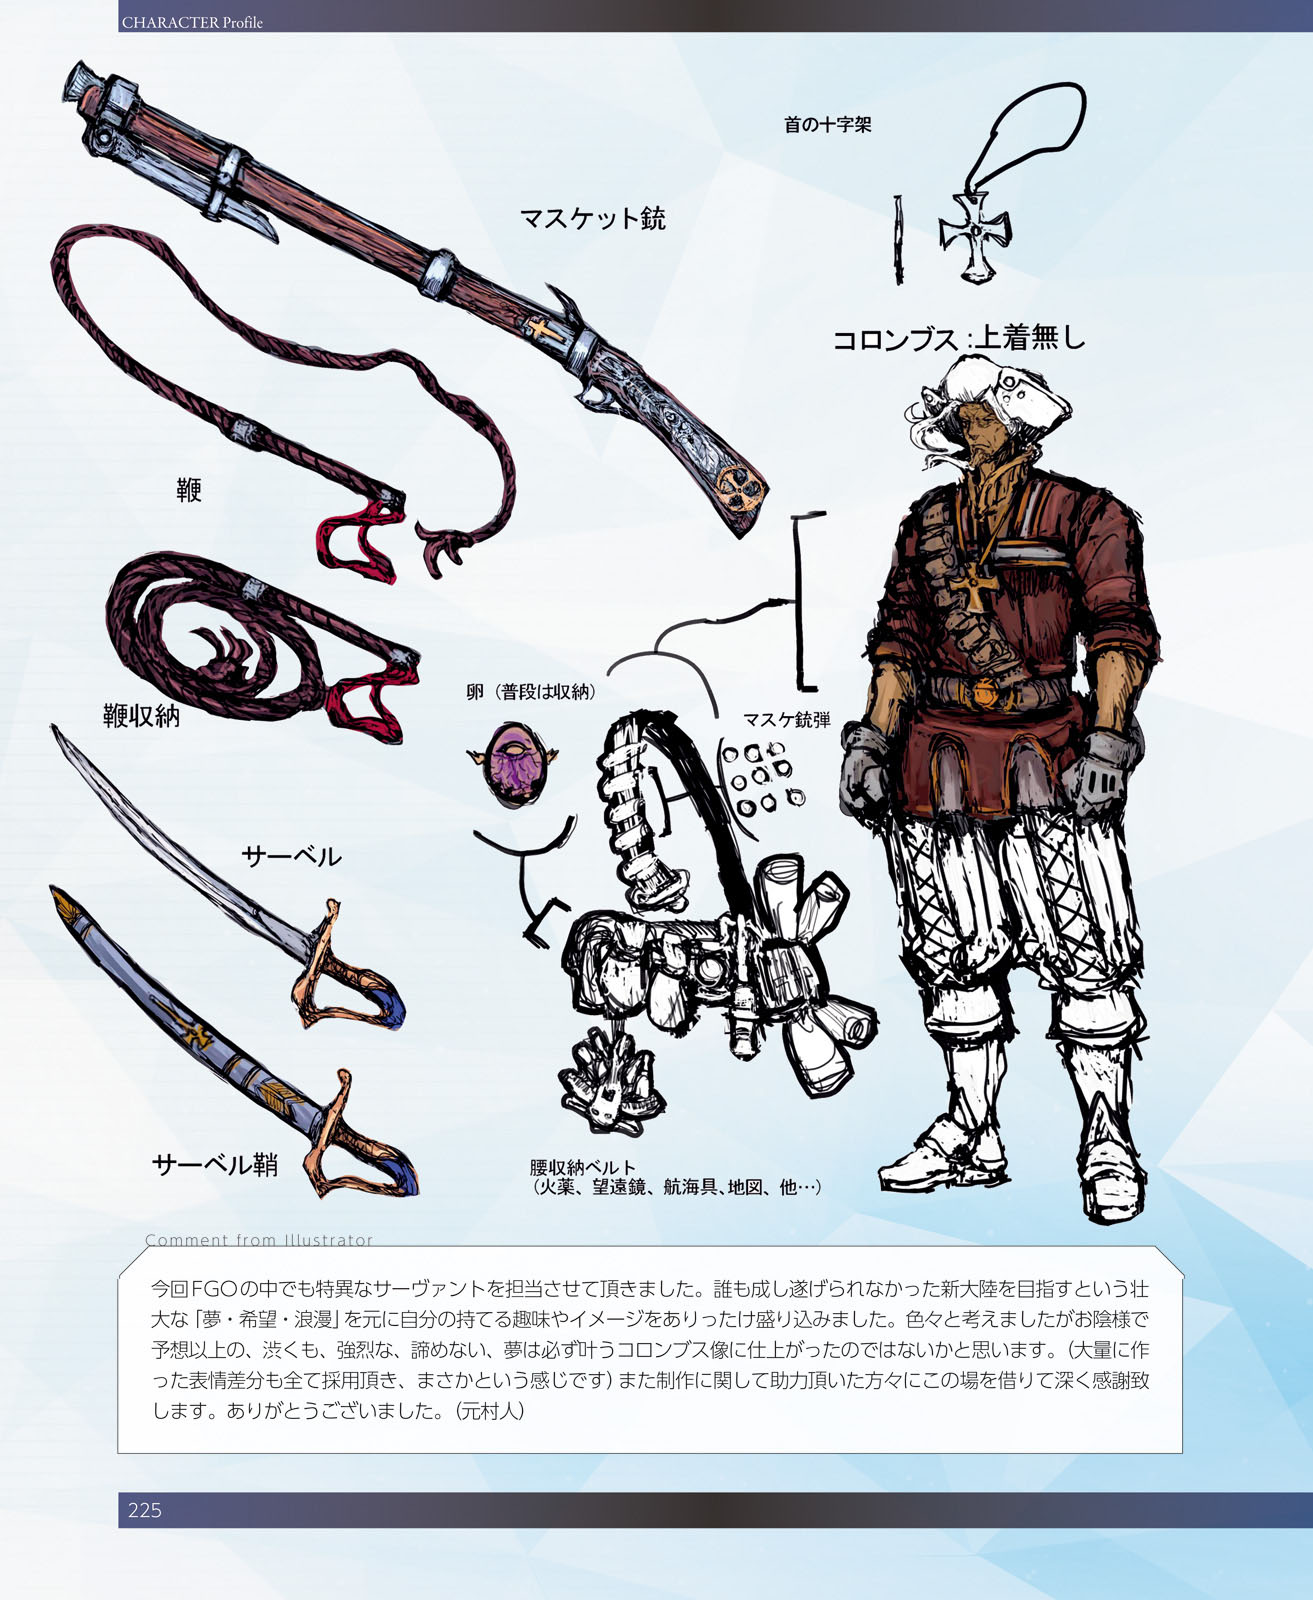 CHARACTER Profile
首の十字架
マスケット銃
コロンブス:上着無し
鞭
卵（普段は収納）
鞭収納
マスケ銃弾
サーベル
サーベル鞘
腰収納ベルト
（火薬、望遠鏡、航海具、地図、他…）
Comment from Illustrator
今回FGOの中でも特異なサーヴァントを担当させて頂きました。誰も成し遂げられなかった新大陸を目指すという壮
大な「夢・希望・浪漫」を元に自分の持てる趣味やイメージをありったけ盛り込みました。色々と考えましたがお陰様で
予想以上の、渋くも、強烈な、諦めない、夢は必ず叶うコロンブス像に仕上がったのではないかと思います。（大量に作
った表情差分も全て採用頂き、まさかという感じです）また制作に関して助力頂いた方々にこの場を借りて深く感謝致
します。ありがとうございました。（元村人）
225